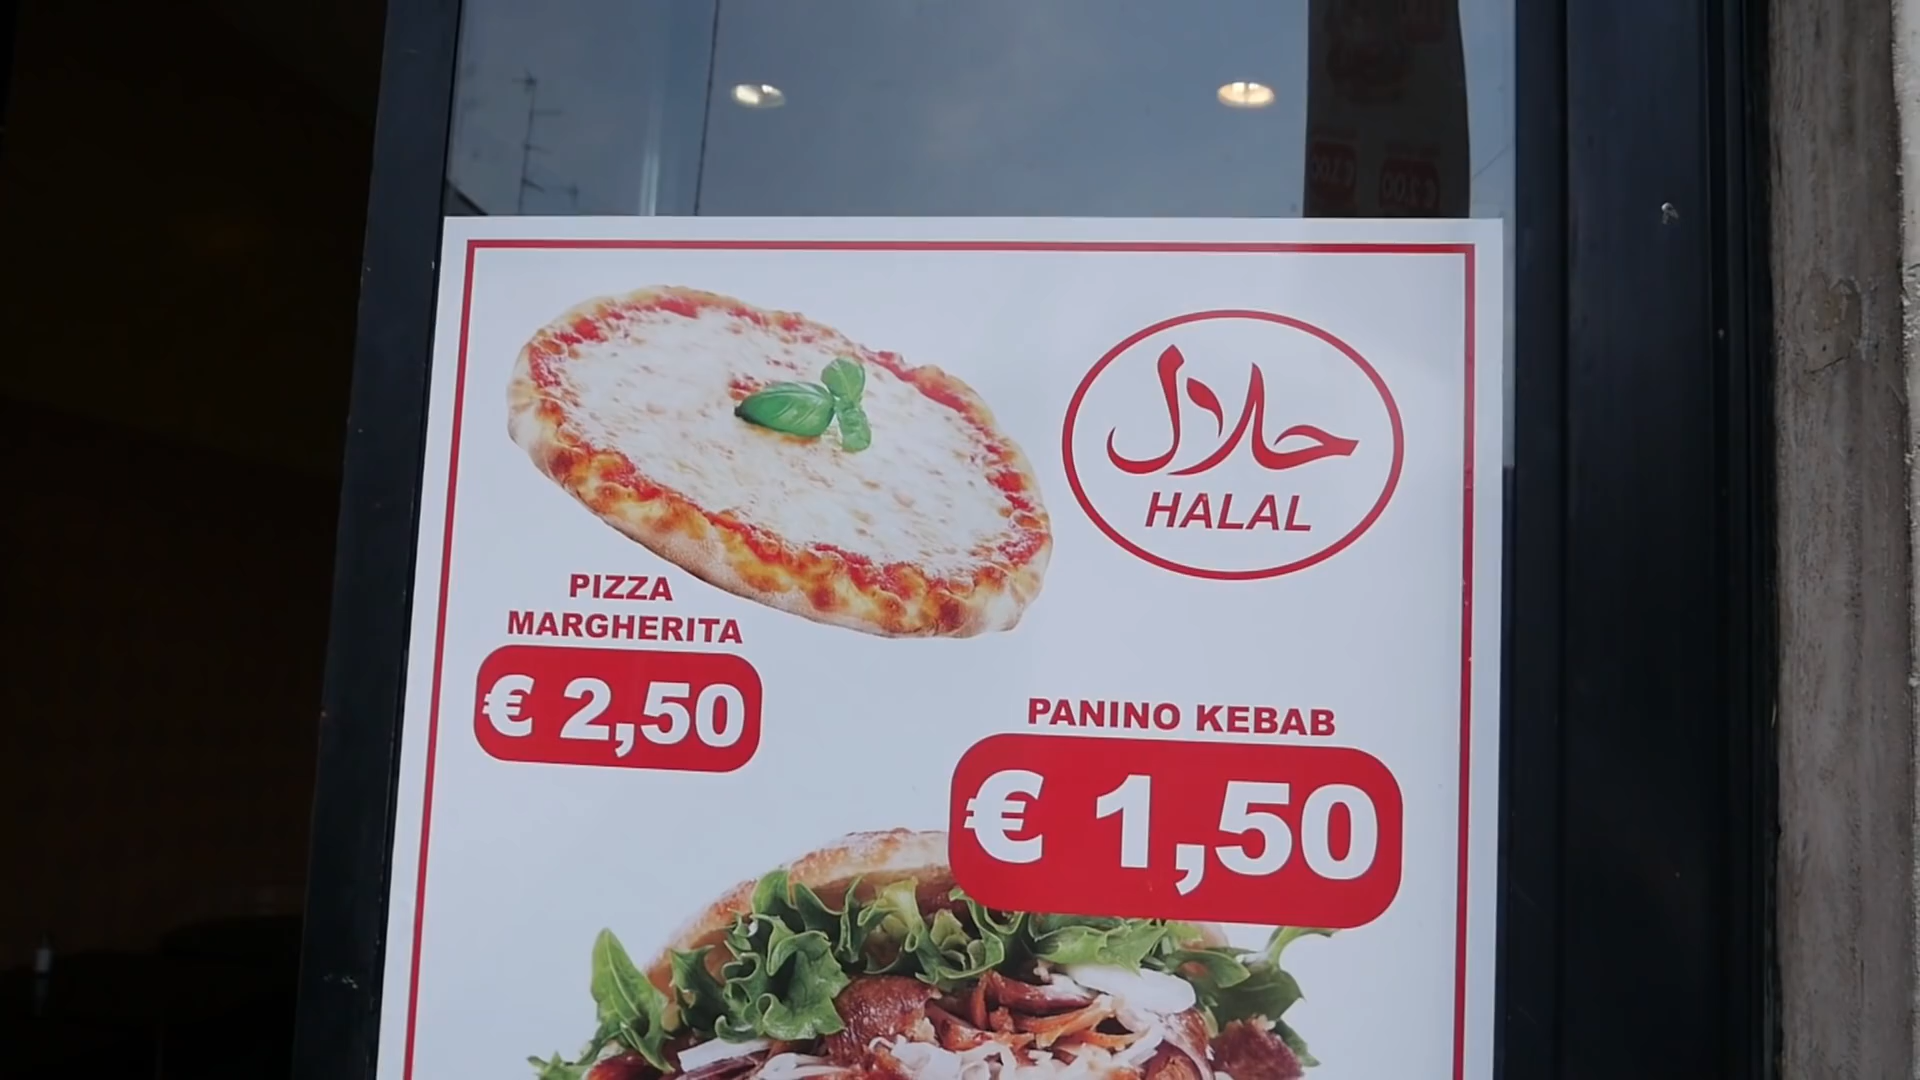 حلال
HALAL
PIZZA
MARGHERITA
€ 2,50
PANINO KEBAB
€ 1,50